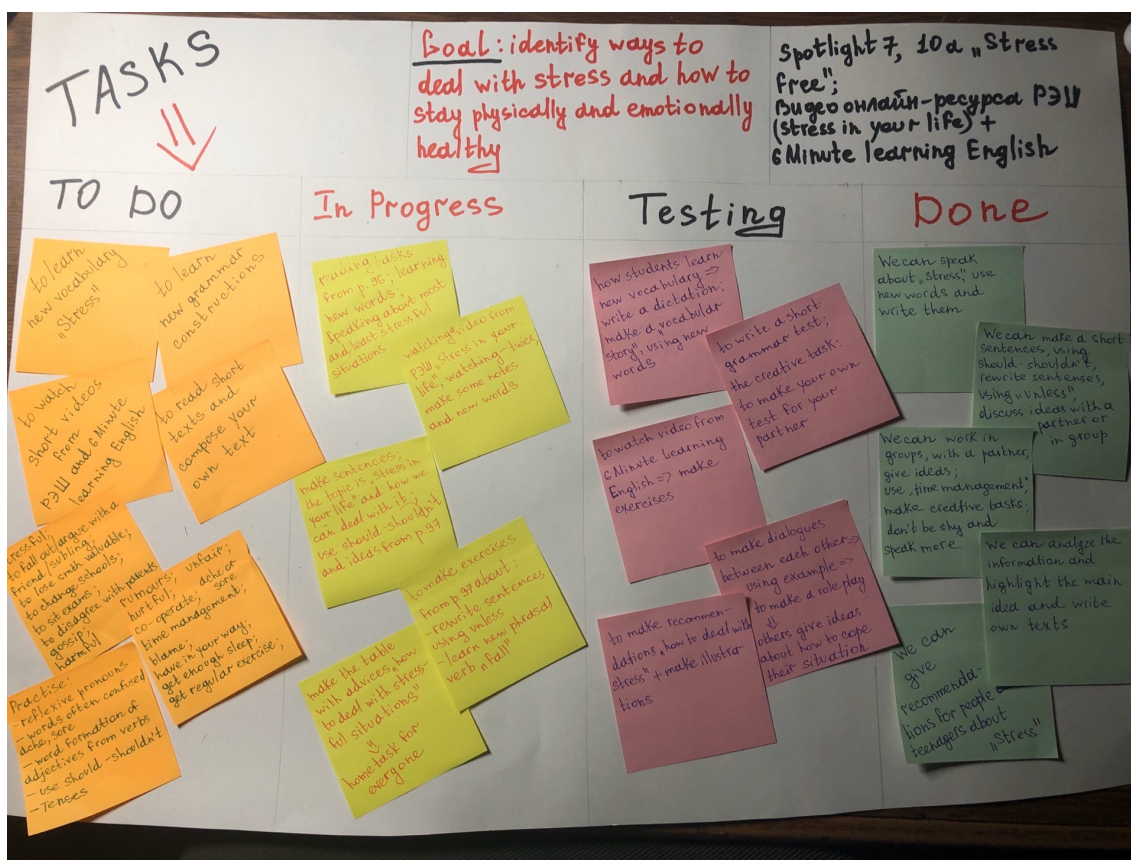 TASKS
Goal: identify ways to
deal with stress and how to
stay physically and emotionally
healthy
Spotlight 7, 10a „Stress
free";
Видео онлайн-ресурса РЭШ
(stress in your life) +
6 Minute learning English
TO DO
to learn
new vocabulary
"Stress"
to learn
new grammar
constructions
to watch
short videos
from
РЭШ and 6 Minute
learning English
to read short
texts and
compose your
own text
stressful;
to fall out/argue with a
friend/subling;
to lose smth valuable;
to change schools;
to sit exams;
to disagree with parents
gossip;
harmful
rumours; unfair;
co-operate; ache or
hurtful; sore
time management;
blame;
have in your way;
get enough sleep;
get regular exercise;
Practise:
- reflexive pronouns
- words often confused
ache, sore
- word formation of
adjectives from verbs
- use should-shouldn't
- Tenses
In Progress
reading: tasks
from p.96; learning
new words;
speaking about most
and least stressful
situations
watching video from
РЭШ „stress in your
life", watching-twice,
make some notes
and new words
make sentences;
the topic is „stress in
your life" and how we
can deal with it;
use should-shouldn't
and ideas from p.97
to make exercises
from p.97 about:
- rewrite sentences,
using unless
- learn new phrasal
verb „fall"
make the table
with advices „how
to deal with stress-
ful situations"
home task for
everyone
Testing
how students learn
new vocabulary =>
write a dictation;
make a „vocabular
story", using new
words
to write a short
grammar test;
the creative task:
to make your own
test for your
partner
to watch video from
6 Minute Learning
English => make
exercises
to make dialogues
between each other =>
using example =>
to make a role play
others give ideas
about how to cope
their situation
to make recommen-
dations, how to deal with
stress" + make illustra-
tions
Done
We can speak
about „stress," use
new words and
write them
We can make a short
sentences, using
should-shouldn't,
rewrite sentences,
using „unless",
discuss ideas with a
partner or
in group
We can work in
groups, with a partner,
give ideas;
use „time management"
make creative tasks;
don't be shy and
speak more
We can analyze the
information and
highlight the main
idea and write
own texts
We can
give
recommenda-
tions for people
teenagers about
„Stress"